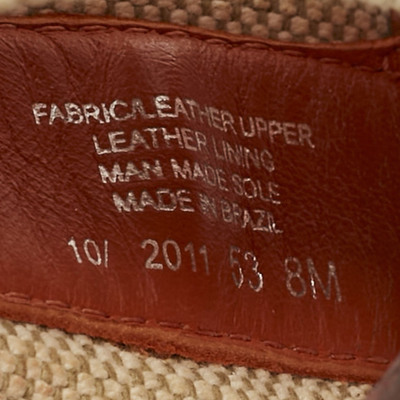 FABRIC/LEATHER UPPER
LEATHER LINING
MAN MADE SOLE
MADE IN BRAZIL
10/ 2011 53 8M